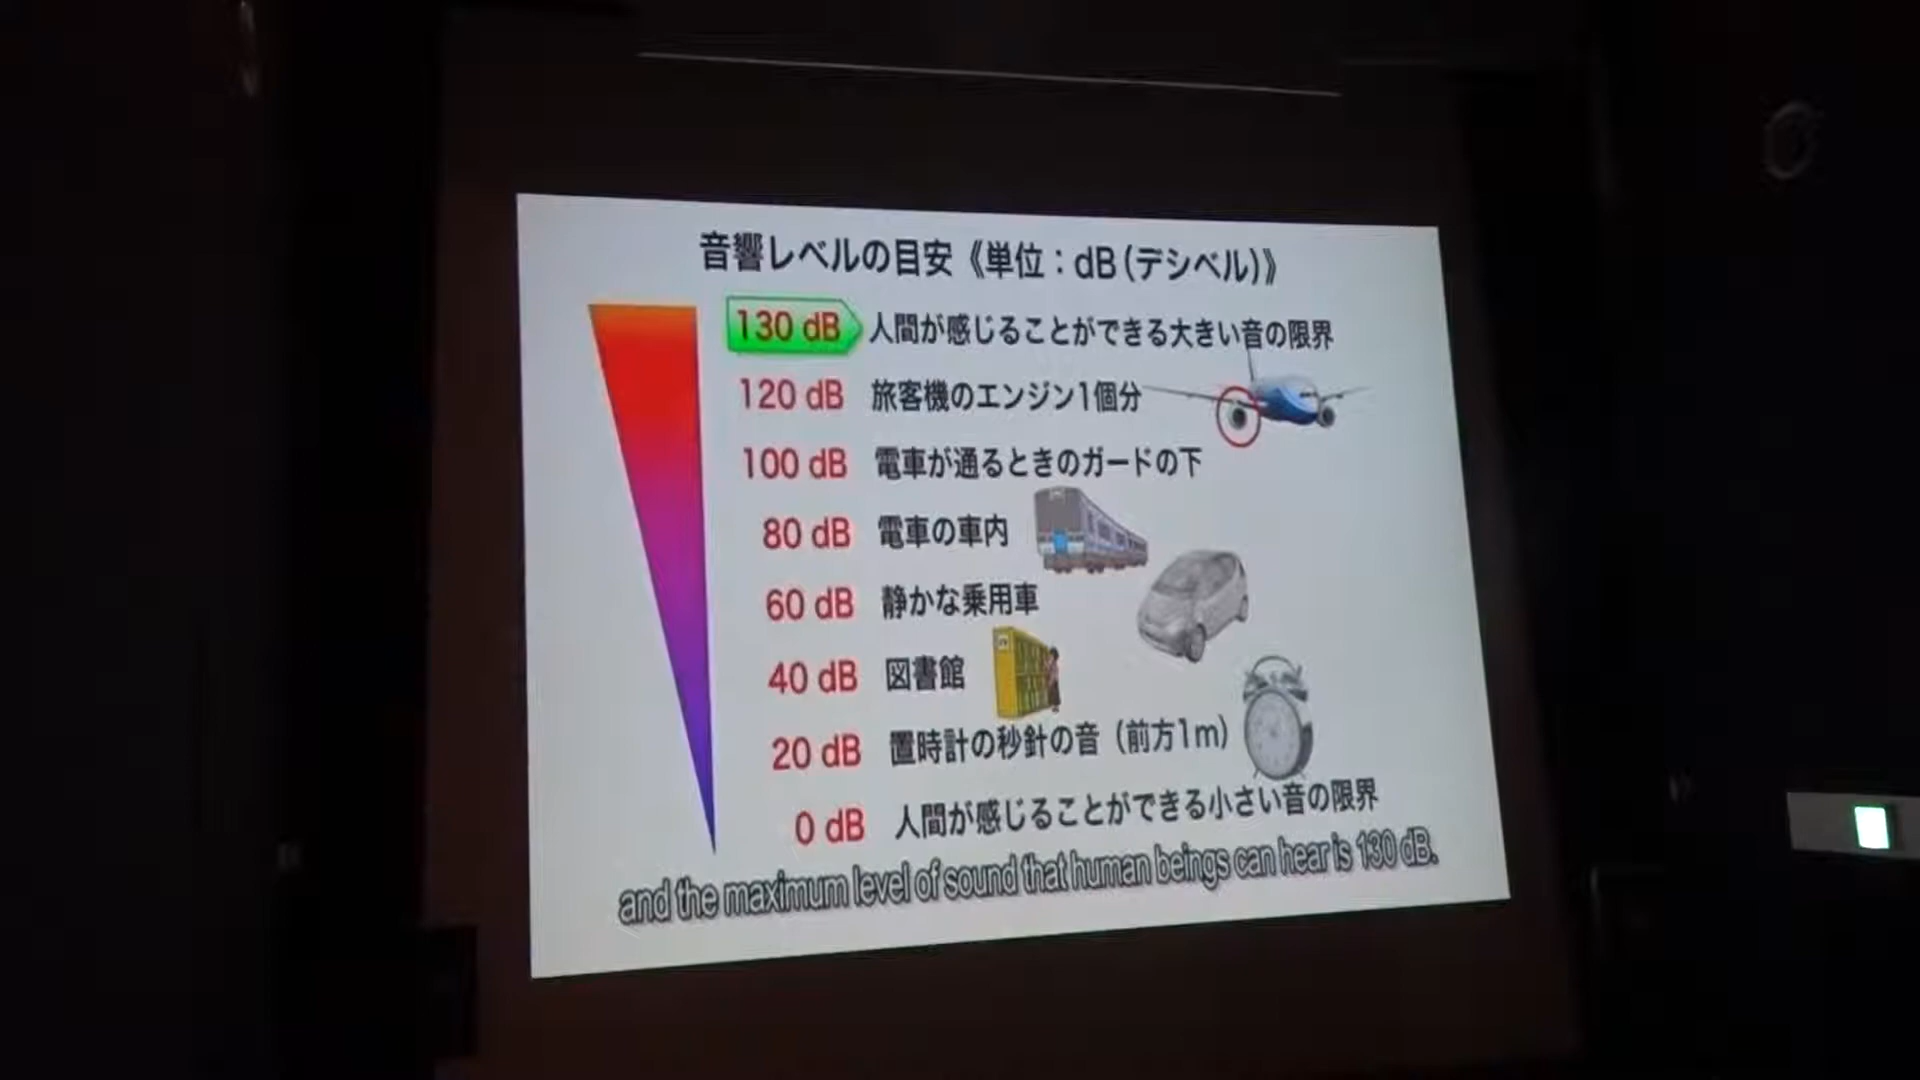 音響レベルの目安《単位：dB(デシベル)》
130 dB 人間が感じることができる大きい音の限界
120 dB 旅客機のエンジン1個分
100 dB 電車が通るときのガードの下
80 dB 電車の車内
60 dB 静かな乗用車
40 dB 図書館
20 dB 置時計の秒針の音（前方1m）
0 dB 人間が感じることができる小さい音の限界
and the maximum level of sound that human beings can hear is 130 dB.